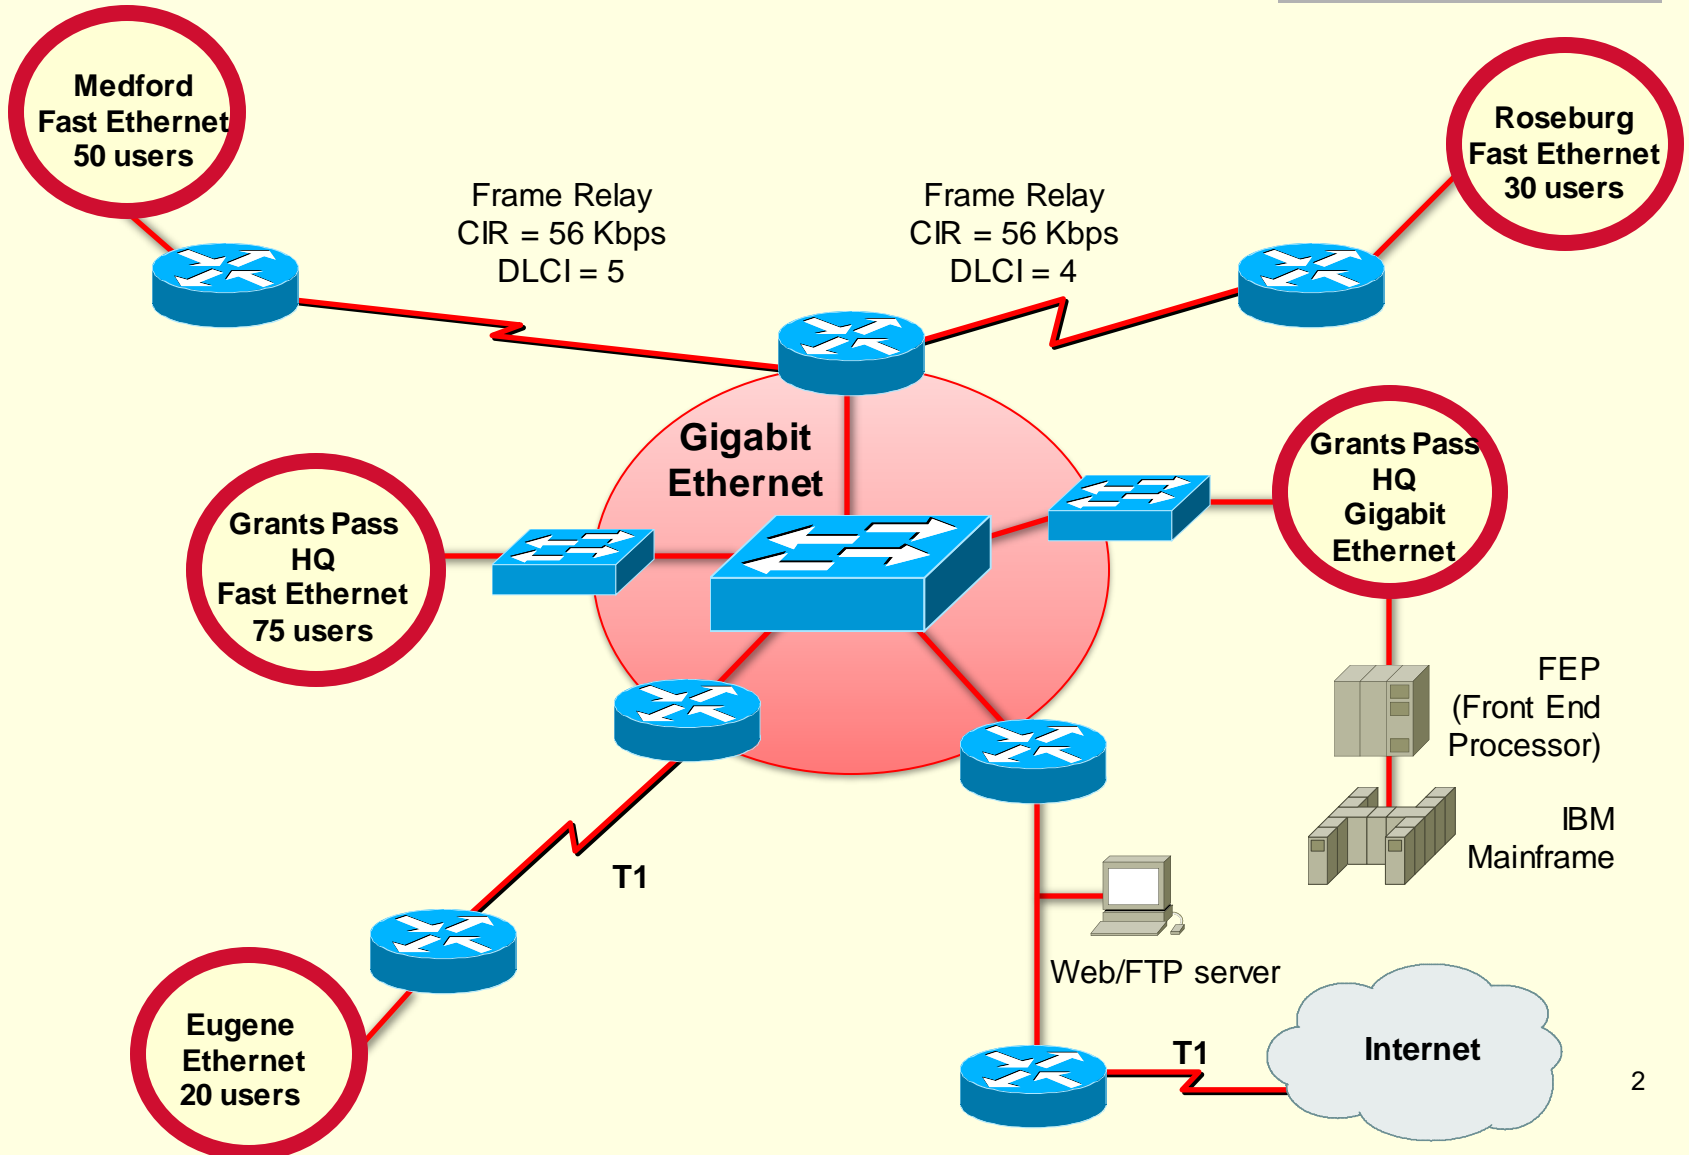 Medford
Fast Ethernet
50 users
Roseburg
Fast Ethernet
30 users
Frame Relay
CIR = 56 Kbps
DLCI = 5
Frame Relay
CIR = 56 Kbps
DLCI = 4
Gigabit
Ethernet
Grants Pass
HQ
Gigabit
Ethernet
Grants Pass
HQ
Fast Ethernet
75 users
FEP
(Front End
Processor)
IBM
Mainframe
T1
Web/FTP server
Eugene
Ethernet
20 users
T1
Internet
2